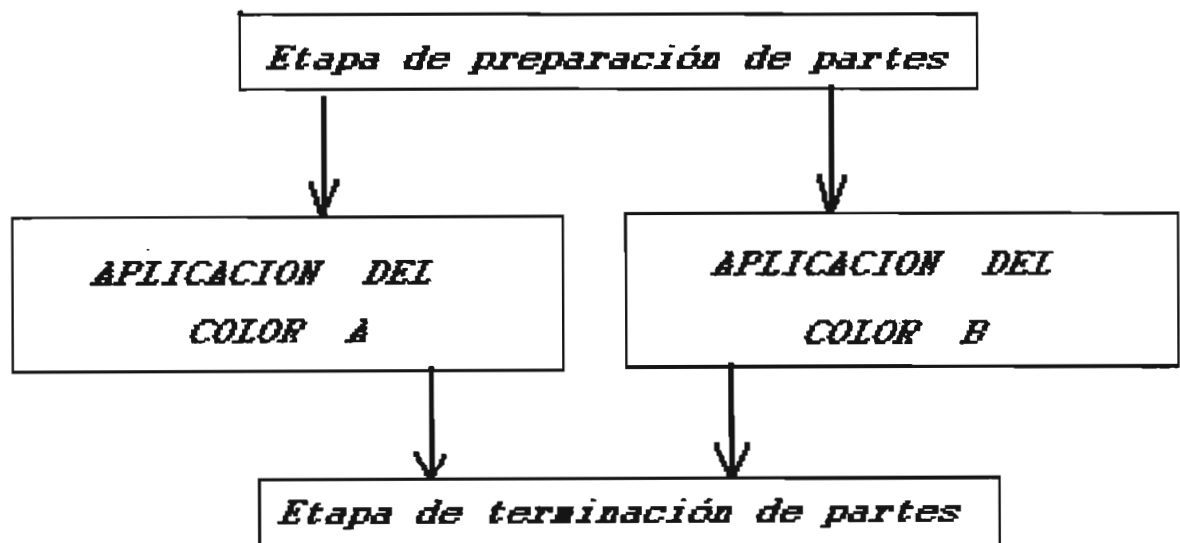 Etapa de preparación de partes
APLICACION DEL
COLOR A
APLICACION DEL
COLOR B
Etapa de terminación de partes